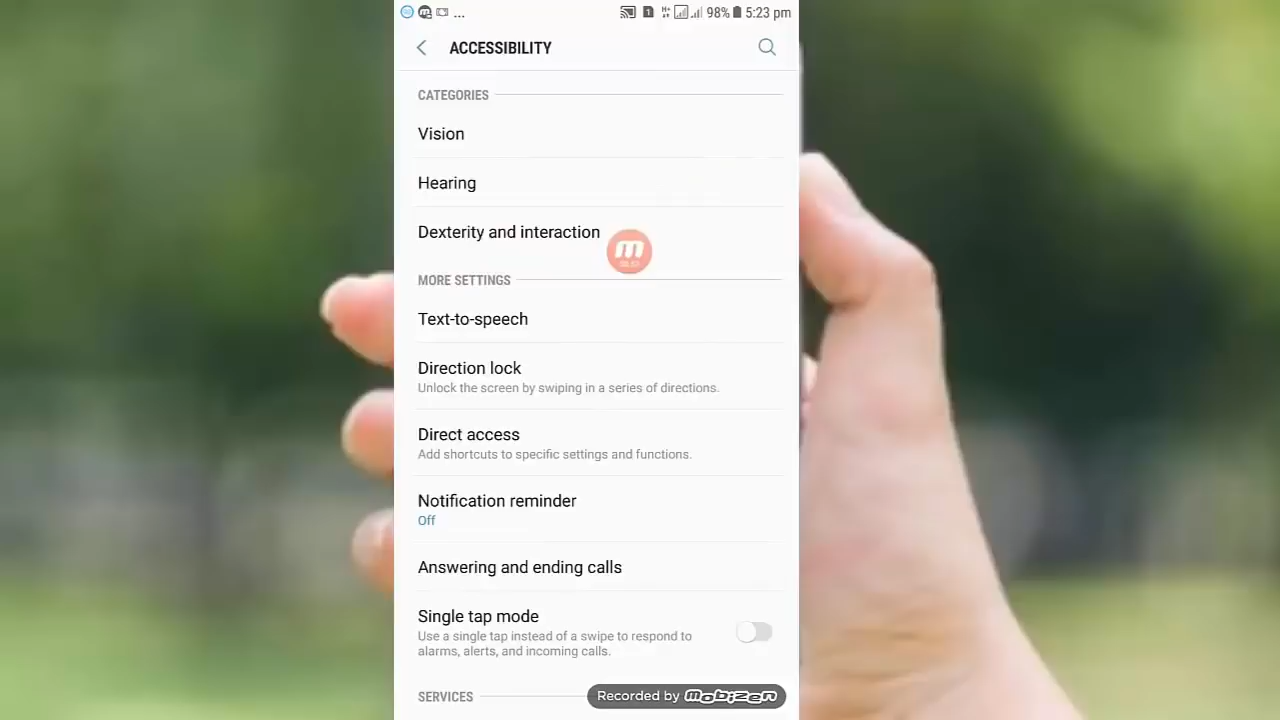 ... 1 98% 5:23 pm
ACCESSIBILITY
CATEGORIES
Vision
Hearing
Dexterity and interaction
MORE SETTINGS
Text-to-speech
Direction lock
Unlock the screen by swiping in a series of directions.
Direct access
Add shortcuts to specific settings and functions.
Notification reminder
Off
Answering and ending calls
Single tap mode
Use a single tap instead of a swipe to respond to
alarms, alerts, and incoming calls.
SERVICES
Recorded by mobizen